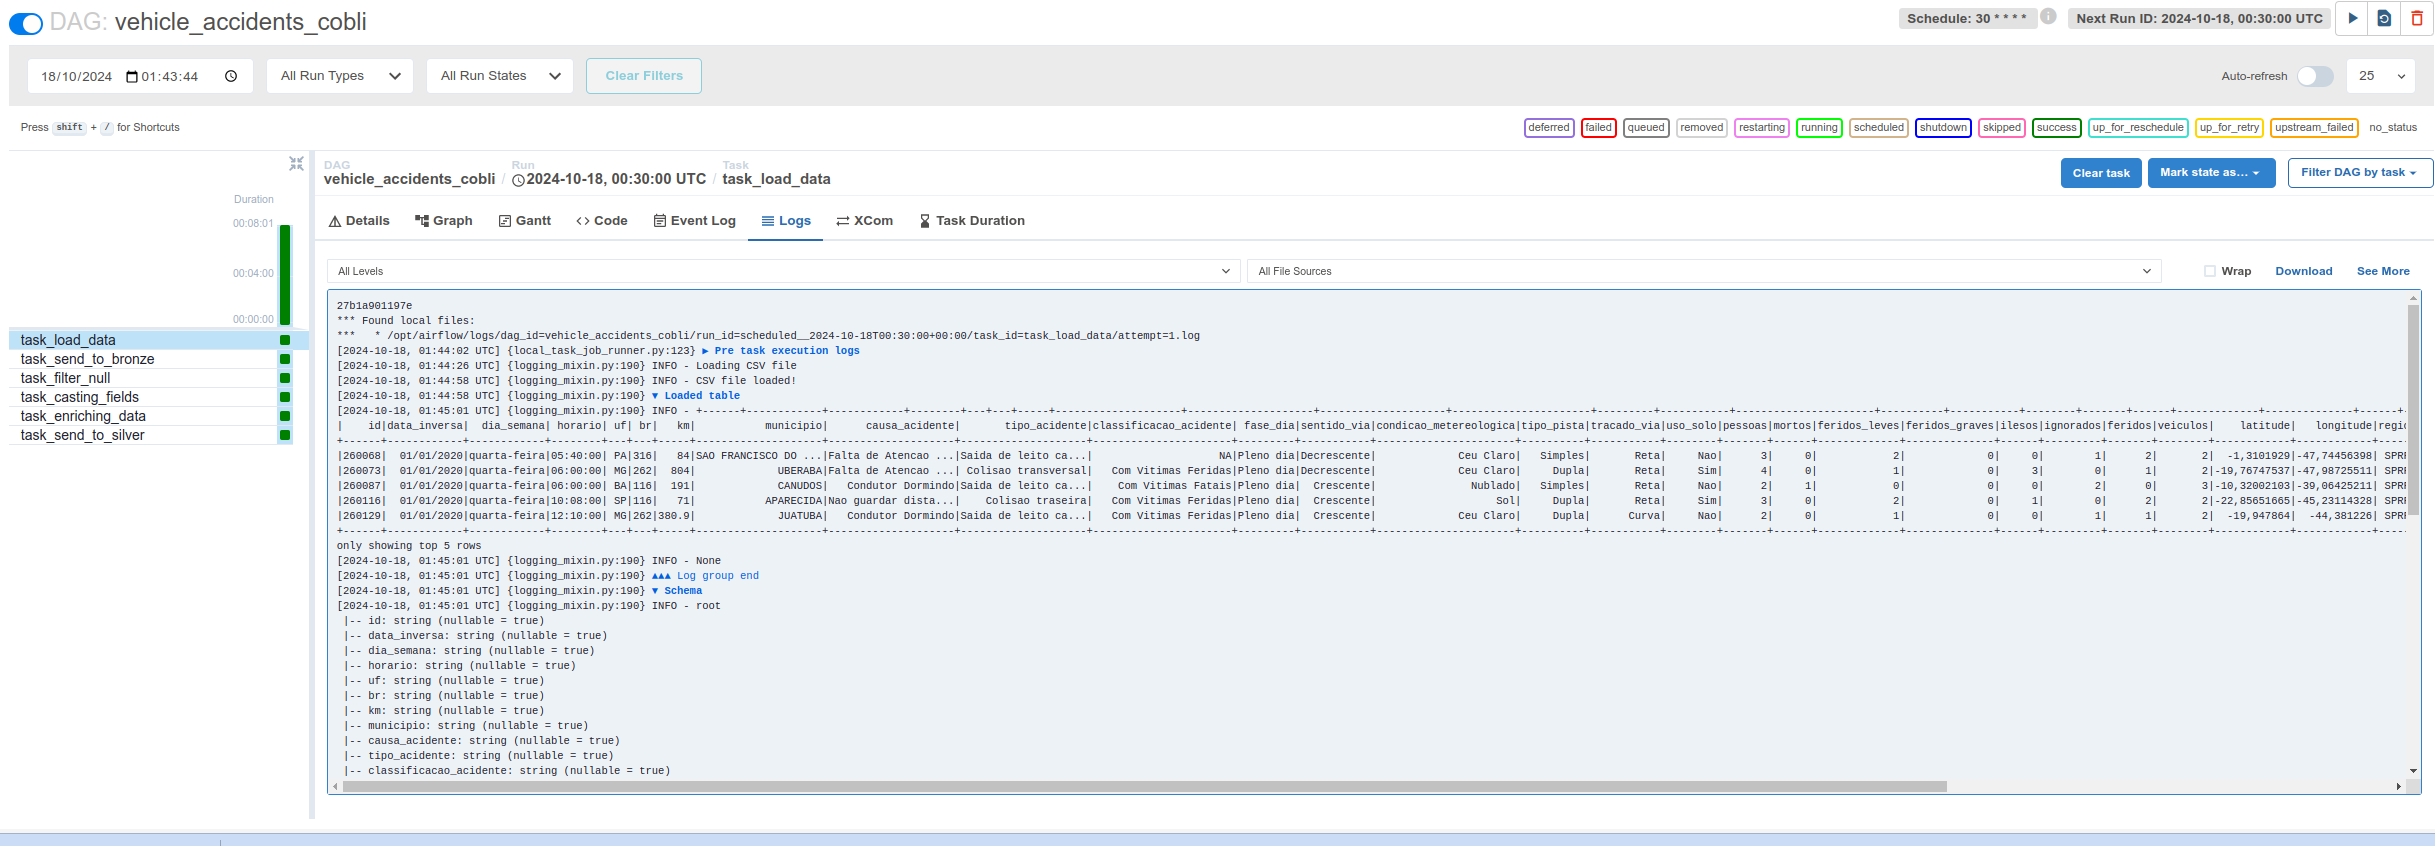 DAG: vehicle_accidents_cobli
Schedule: 30 * * * *
Next Run ID: 2024-10-18, 00:30:00 UTC
18/10/2024 01:43:44
All Run Types
All Run States
Clear Filters
Auto-refresh
25
Press shift + / for Shortcuts
deferred failed queued removed restarting running scheduled shutdown skipped success up_for_reschedule up_for_retry upstream_failed no_status
Duration
00:08:01
00:04:00
00:00:00
task_load_data
task_send_to_bronze
task_filter_null
task_casting_fields
task_enriching_data
task_send_to_silver
DAG Run Task
vehicle_accidents_cobli / 2024-10-18, 00:30:00 UTC / task_load_data
Clear task
Mark state as...
Filter DAG by task
Details Graph Gantt Code Event Log Logs XCom Task Duration
All Levels
All File Sources
Wrap
Download
See More
27b1a901197e
*** Found local files:
***   * /opt/airflow/logs/dag_id=vehicle_accidents_cobli/run_id=scheduled__2024-10-18T00:30:00+00:00/task_id=task_load_data/attempt=1.log
[2024-10-18, 01:44:02 UTC] {local_task_job_runner.py:123} ▶ Pre task execution logs
[2024-10-18, 01:44:26 UTC] {logging_mixin.py:190} INFO - Loading CSV file
[2024-10-18, 01:44:58 UTC] {logging_mixin.py:190} INFO - CSV file loaded!
[2024-10-18, 01:44:58 UTC] {logging_mixin.py:190} ▼ Loaded table
[2024-10-18, 01:45:01 UTC] {logging_mixin.py:190} INFO - +------+------------+-----------+--------+---+---+-----+--------------------+--------------------+--------------------+----------------------+---------+-----------+---------------------+----------+-----------+--------+-------+------+-------------+--------------+------+---------+-------+--------+------------+------------+----+-
|    id|data_inversa|  dia_semana| horario| uf| br|   km|           municipio|      causa_acidente|       tipo_acidente|classificacao_acidente| fase_dia|sentido_via|condicao_metereologica|tipo_pista|tracado_via|uso_solo|pessoas|mortos|feridos_leves|feridos_graves|ilesos|ignorados|feridos|veiculos|    latitude|   longitude|regi
+------+------------+------------+--------+---+---+-----+--------------------+--------------------+--------------------+----------------------+---------+-----------+----------------------+----------+-----------+--------+-------+------+-------------+--------------+------+---------+-------+--------+------------+------------+----
|260068|  01/01/2020|quarta-feira|05:40:00| PA|316|   84|SAO FRANCISCO DO ...|Falta de Atencao ...|Saida de leito ca...|                    NA|Pleno dia|Decrescente|             Ceu Claro|   Simples|       Reta|     Nao|      3|     0|            2|             0|     0|        1|      2|       2|  -1,3101929|-47,74456398| SPRF
|260073|  01/01/2020|quarta-feira|06:00:00| MG|262|  804|             UBERABA|Falta de Atencao ...| Colisao transversal|   Com Vitimas Feridas|Pleno dia|  Crescente|             Ceu Claro|     Dupla|       Reta|     Sim|      4|     0|            1|             0|     3|        0|      1|       2|-19,76747537|-47,98725511| SPRF
|260087|  01/01/2020|quarta-feira|06:00:00| BA|116|  191|             CANUDOS|   Condutor Dormindo|Saida de leito ca...|    Com Vitimas Fatais|Pleno dia|  Crescente|               Nublado|   Simples|       Reta|     Nao|      2|     1|            0|             0|     0|        2|      0|       3|-10,32002103|-39,06425211| SPRF
|260116|  01/01/2020|quarta-feira|10:08:00| SP|116|   71|           APARECIDA|Nao guardar dista...|    Colisao traseira|   Com Vitimas Feridas|Pleno dia|  Crescente|                   Sol|     Dupla|       Reta|     Sim|      3|     0|            2|             0|     1|        0|      2|       2|-22,85651665|-45,23114328| SPRF
|260129|  01/01/2020|quarta-feira|12:10:00| MG|262|380.9|             JUATUBA|   Condutor Dormindo|Saida de leito ca...|   Com Vitimas Feridas|Pleno dia|  Crescente|             Ceu Claro|     Dupla|      Curva|     Nao|      2|     0|            1|             0|     0|        1|      1|       2|  -19,947864|  -44,381226| SPRF
+------+------------+------------+--------+---+---+-----+--------------------+--------------------+--------------------+----------------------+---------+-----------+----------------------+----------+-----------+--------+-------+------+-------------+--------------+------+---------+-------+--------+------------+------------+----
only showing top 5 rows
[2024-10-18, 01:45:01 UTC] {logging_mixin.py:190} INFO - None
[2024-10-18, 01:45:01 UTC] {logging_mixin.py:190} ▲▲▲ Log group end
[2024-10-18, 01:45:01 UTC] {logging_mixin.py:190} ▼ Schema
[2024-10-18, 01:45:01 UTC] {logging_mixin.py:190} INFO - root
|-- id: string (nullable = true)
|-- data_inversa: string (nullable = true)
|-- dia_semana: string (nullable = true)
|-- horario: string (nullable = true)
|-- uf: string (nullable = true)
|-- br: string (nullable = true)
|-- km: string (nullable = true)
|-- municipio: string (nullable = true)
|-- causa_acidente: string (nullable = true)
|-- tipo_acidente: string (nullable = true)
|-- classificacao_acidente: string (nullable = true)